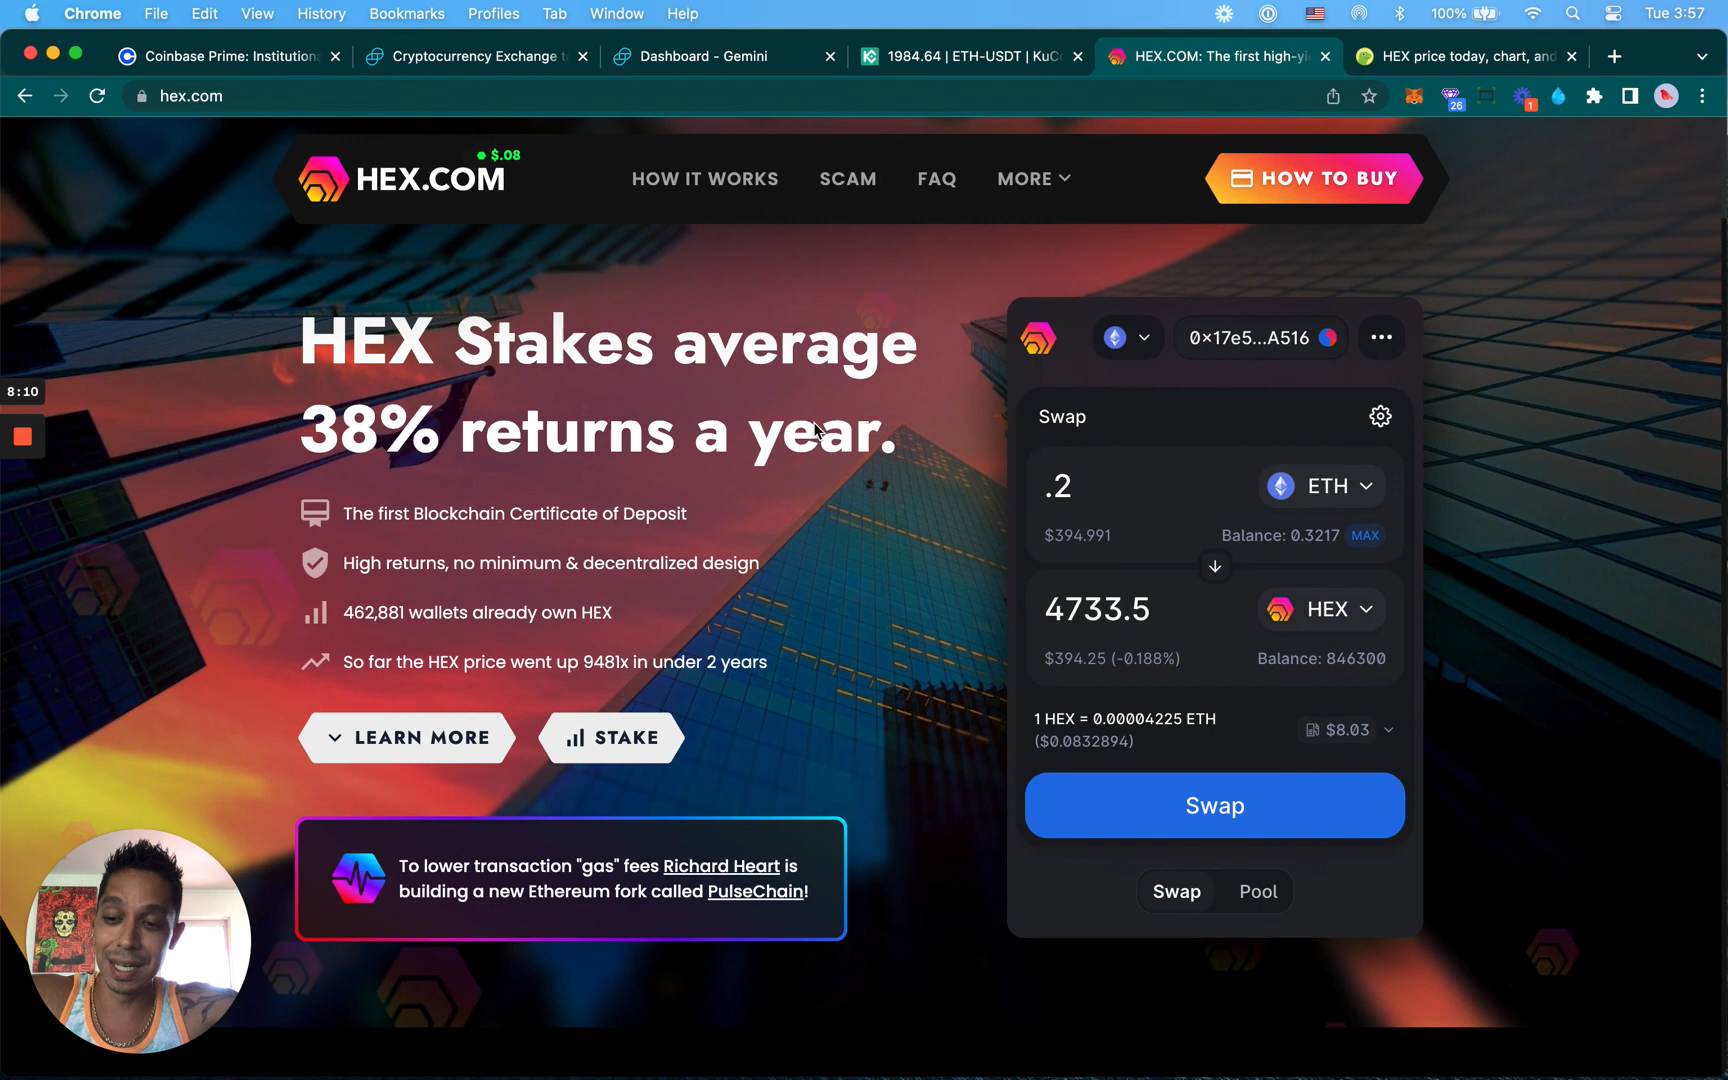 Chrome File Edit View History Bookmarks Profiles Tab Window Help 100% Tue 3:57
Coinbase Prime: Institutiona Cryptocurrency Exchange to Dashboard - Gemini 1984.64 | ETH-USDT | KuCo HEX.COM: The first high-yi HEX price today, chart, and
hex.com 26 1
$.08
HEX.COM HOW IT WORKS SCAM FAQ MORE HOW TO BUY
HEX Stakes average
38% returns a year.
The first Blockchain Certificate of Deposit
High returns, no minimum & decentralized design
462,881 wallets already own HEX
So far the HEX price went up 9481x in under 2 years
LEARN MORE STAKE
To lower transaction "gas" fees Richard Heart is
building a new Ethereum fork called PulseChain!
8:10
0x17e5...A516
Swap
.2 ETH
$394.991 Balance: 0.3217 MAX
4733.5 HEX
$394.25 (-0.188%) Balance: 846300
1 HEX = 0.00004225 ETH
($0.0832894) $8.03
Swap
Swap Pool